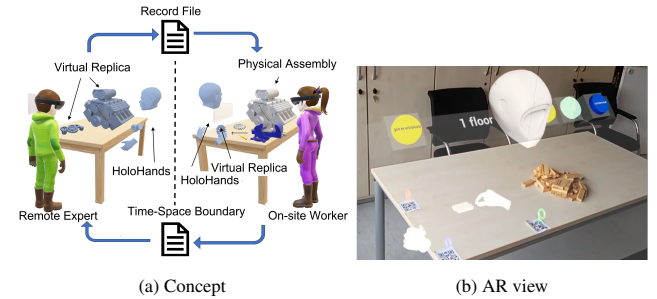 Record File
Virtual Replica
Physical Assembly
HoloHands
Virtual Replica
HoloHands
Remote Expert
Time-Space Boundary
On-site Worker
1 floor
(a) Concept
(b) AR view